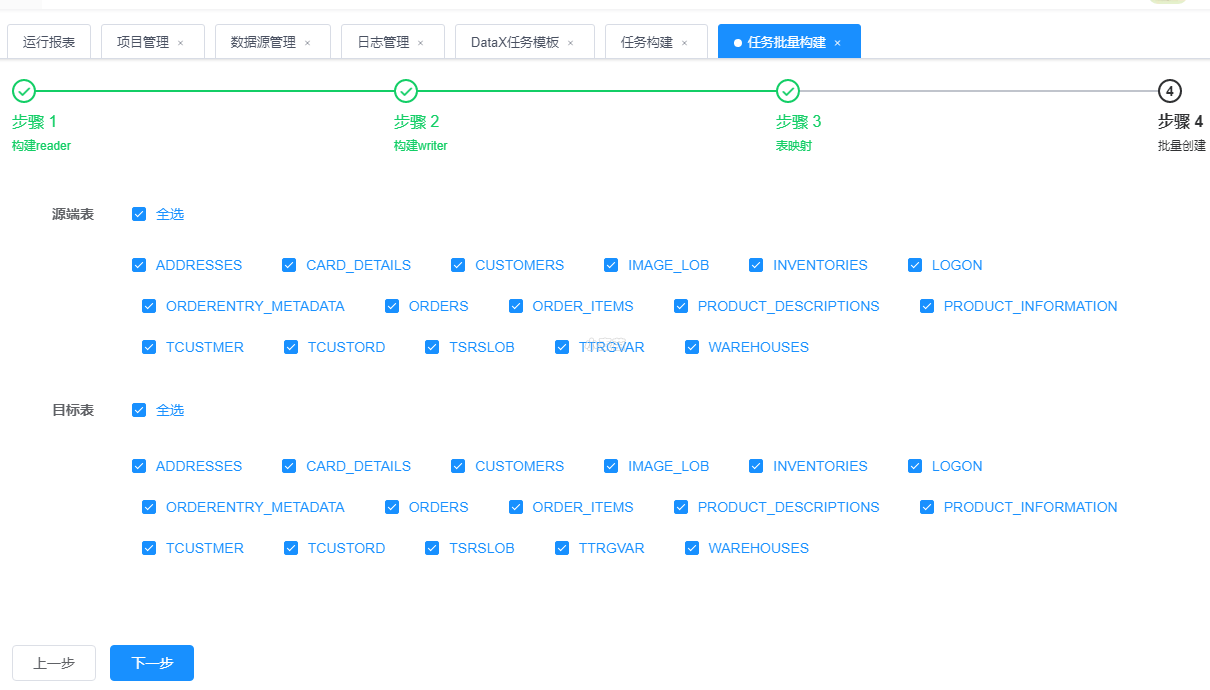 运行报表 项目管理 × 数据源管理 × 日志管理 × DataX任务模板 × 任务构建 × 任务批量构建 ×
4
步骤 1 步骤 2 步骤 3 步骤 4
构建reader 构建writer 表映射 批量创建
源端表 全选
ADDRESSES CARD_DETAILS CUSTOMERS IMAGE_LOB INVENTORIES LOGON
ORDERENTRY_METADATA ORDERS ORDER_ITEMS PRODUCT_DESCRIPTIONS PRODUCT_INFORMATION
TCUSTMER TCUSTORD TSRSLOB TTRGVAR WAREHOUSES
目标表 全选
ADDRESSES CARD_DETAILS CUSTOMERS IMAGE_LOB INVENTORIES LOGON
ORDERENTRY_METADATA ORDERS ORDER_ITEMS PRODUCT_DESCRIPTIONS PRODUCT_INFORMATION
TCUSTMER TCUSTORD TSRSLOB TTRGVAR WAREHOUSES
上一步 下一步